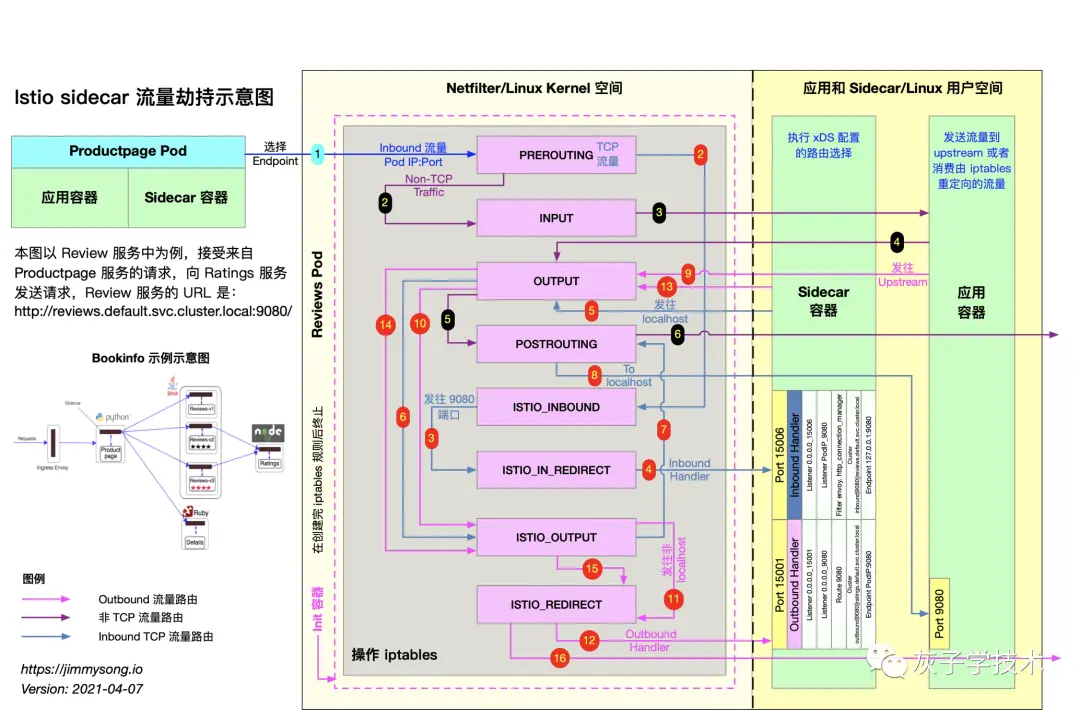 Istio sidecar 流量劫持示意图
Productpage Pod
应用容器
Sidecar 容器
选择
Endpoint
1
本图以 Review 服务中为例，接受来自
Productpage 服务的请求，向 Ratings 服务
发送请求，Review 服务的 URL 是：
http://reviews.default.svc.cluster.local:9080/
Bookinfo 示例示意图
Sidecar
Requests
Ingress Envoy
python
Product
page
Java
Reviews-v1
Reviews-v2
★★★★
Reviews-v3
★★★★
node
Ratings
Ruby
Details
图例
Outbound 流量路由
非 TCP 流量路由
Inbound TCP 流量路由
https://jimmysong.io
Version: 2021-04-07
Netfilter/Linux Kernel 空间
Reviews Pod
在创建完 iptables 规则后终止
Init 容器
Inbound 流量
Pod IP:Port
PREROUTING
TCP
流量
2
Non-TCP
Traffic
2
INPUT
3
4
OUTPUT
9
13
发往
Upstream
5
发往
localhost
14
10
5
POSTROUTING
6
8
To
localhost
6
发往 9080
端口
ISTIO_INBOUND
7
3
ISTIO_IN_REDIRECT
4
Inbound
Handler
ISTIO_OUTPUT
发往非
localhost
15
11
ISTIO_REDIRECT
12
Outbound
Handler
16
操作 iptables
应用和 Sidecar/Linux 用户空间
执行 xDS 配置
的路由选择
发送流量到
upstream 或者
消费由 iptables
重定向的流量
Sidecar
容器
应用
容器
Port 15006
Inbound Handler
Listener 0.0.0.0_15006
Listener PodIP_9080
Filter envoy. http_connection_manager
Cluster
inbound|9080||reviews.default.svc.cluster.local
Endpoint 127.0.0.1:9080
Port 15001
Outbound Handler
Listener 0.0.0.0_15001
Listener 0.0.0.0_9080
Route 9080
Cluster
outbound|9080||ratings.default.svc.cluster.local
Endpoint PodIP:9080
Port 9080
灰子学技术